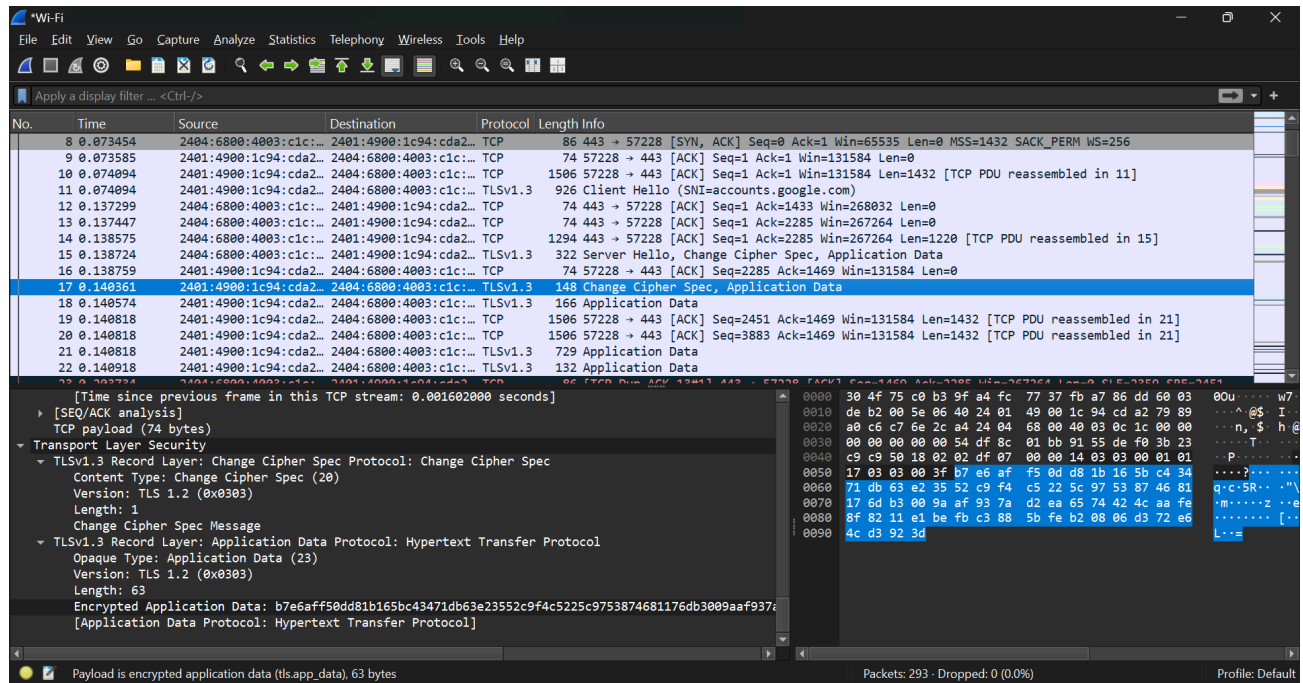 *Wi-Fi
File Edit View Go Capture Analyze Statistics Telephony Wireless Tools Help
Apply a display filter ... <Ctrl-/>
No. Time Source Destination Protocol Length Info
8 0.073454 2404:6800:4003:c1c:… 2401:4900:1c94:cda2… TCP 86 443 → 57228 [SYN, ACK] Seq=0 Ack=1 Win=65535 Len=0 MSS=1432 SACK_PERM WS=256
9 0.073585 2401:4900:1c94:cda2… 2404:6800:4003:c1c:… TCP 74 57228 → 443 [ACK] Seq=1 Ack=1 Win=131584 Len=0
10 0.074094 2401:4900:1c94:cda2… 2404:6800:4003:c1c:… TCP 1506 57228 → 443 [ACK] Seq=1 Ack=1 Win=131584 Len=1432 [TCP PDU reassembled in 11]
11 0.074094 2401:4900:1c94:cda2… 2404:6800:4003:c1c:… TLSv1.3 926 Client Hello (SNI=accounts.google.com)
12 0.137299 2404:6800:4003:c1c:… 2401:4900:1c94:cda2… TCP 74 443 → 57228 [ACK] Seq=1 Ack=1433 Win=268032 Len=0
13 0.137447 2404:6800:4003:c1c:… 2401:4900:1c94:cda2… TCP 74 443 → 57228 [ACK] Seq=1 Ack=2285 Win=267264 Len=0
14 0.138575 2404:6800:4003:c1c:… 2401:4900:1c94:cda2… TCP 1294 443 → 57228 [ACK] Seq=1 Ack=2285 Win=267264 Len=1220 [TCP PDU reassembled in 15]
15 0.138724 2404:6800:4003:c1c:… 2401:4900:1c94:cda2… TLSv1.3 322 Server Hello, Change Cipher Spec, Application Data
16 0.138759 2401:4900:1c94:cda2… 2404:6800:4003:c1c:… TCP 74 57228 → 443 [ACK] Seq=2285 Ack=1469 Win=131584 Len=0
17 0.140361 2401:4900:1c94:cda2… 2404:6800:4003:c1c:… TLSv1.3 148 Change Cipher Spec, Application Data
18 0.140574 2401:4900:1c94:cda2… 2404:6800:4003:c1c:… TLSv1.3 166 Application Data
19 0.140818 2401:4900:1c94:cda2… 2404:6800:4003:c1c:… TCP 1506 57228 → 443 [ACK] Seq=2451 Ack=1469 Win=131584 Len=1432 [TCP PDU reassembled in 21]
20 0.140818 2401:4900:1c94:cda2… 2404:6800:4003:c1c:… TCP 1506 57228 → 443 [ACK] Seq=3883 Ack=1469 Win=131584 Len=1432 [TCP PDU reassembled in 21]
21 0.140818 2401:4900:1c94:cda2… 2404:6800:4003:c1c:… TLSv1.3 729 Application Data
22 0.140918 2401:4900:1c94:cda2… 2404:6800:4003:c1c:… TLSv1.3 132 Application Data
[Time since previous frame in this TCP stream: 0.001602000 seconds]
[SEQ/ACK analysis]
TCP payload (74 bytes)
Transport Layer Security
TLSv1.3 Record Layer: Change Cipher Spec Protocol: Change Cipher Spec
Content Type: Change Cipher Spec (20)
Version: TLS 1.2 (0x0303)
Length: 1
Change Cipher Spec Message
TLSv1.3 Record Layer: Application Data Protocol: Hypertext Transfer Protocol
Opaque Type: Application Data (23)
Version: TLS 1.2 (0x0303)
Length: 63
Encrypted Application Data: b7e6aff50dd81b165bc43471db63e23552c9f4c5225c9753874681176db3009aaf937a
[Application Data Protocol: Hypertext Transfer Protocol]
0000 30 4f 75 c0 b3 9f a4 fc 77 37 fb a7 86 dd 60 03 0Ou····· w7·
0010 de b2 00 5e 06 40 24 01 49 00 1c 94 cd a2 79 89 ···^·@$· I··
0020 a0 c6 c7 6e 2c a4 24 04 68 00 40 03 0c 1c 00 00 ···n,·$· h·@
0030 00 00 00 00 00 54 df 8c 01 bb 91 55 de f0 3b 23 ·····T·· ···
0040 c9 c9 50 18 02 02 df 07 00 00 14 03 03 00 01 01 ··P····· ···
0050 17 03 03 00 3f b7 e6 af f5 0d d8 1b 16 5b c4 34 ····?··· ···
0060 71 db 63 e2 35 52 c9 f4 c5 22 5c 97 53 87 46 81 q·c·5R·· ·"\
0070 17 6d b3 00 9a af 93 7a d2 ea 65 74 42 4c aa fe ·m·····z ··e
0080 8f 82 11 e1 be fb c3 88 5b fe b2 08 06 d3 72 e6 ········ [··
0090 4c d3 92 3d L··=
Payload is encrypted application data (tls.app_data), 63 bytes
Packets: 293 · Dropped: 0 (0.0%)
Profile: Default